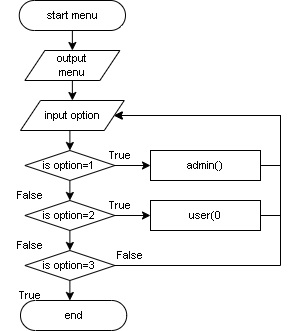 start menu
output
menu
input option
is option=1
True
admin()
False
is option=2
True
user(0
False
is option=3
False
True
end